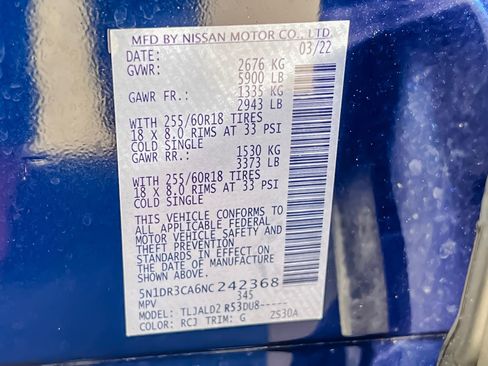 MFD BY NISSAN MOTOR CO., LTD.
DATE: 03/22
GVWR: 2676 KG
5900 LB
GAWR FR.: 1335 KG
2943 LB
WITH 255/60R18 TIRES
18 X 8.0 RIMS AT 33 PSI
COLD SINGLE
GAWR RR.: 1530 KG
3373 LB
WITH 255/60R18 TIRES
18 X 8.0 RIMS AT 33 PSI
COLD SINGLE
THIS VEHICLE CONFORMS TO
ALL APPLICABLE FEDERAL
MOTOR VEHICLE SAFETY AND
THEFT PREVENTION
STANDARDS IN EFFECT ON
THE DATE OF MANUFACTURE
SHOWN ABOVE.
5N1DR3CA6NC242368
MPV 345
MODEL: TLJALD2 R53DU8-----
COLOR: RCJ TRIM: G 2S30A